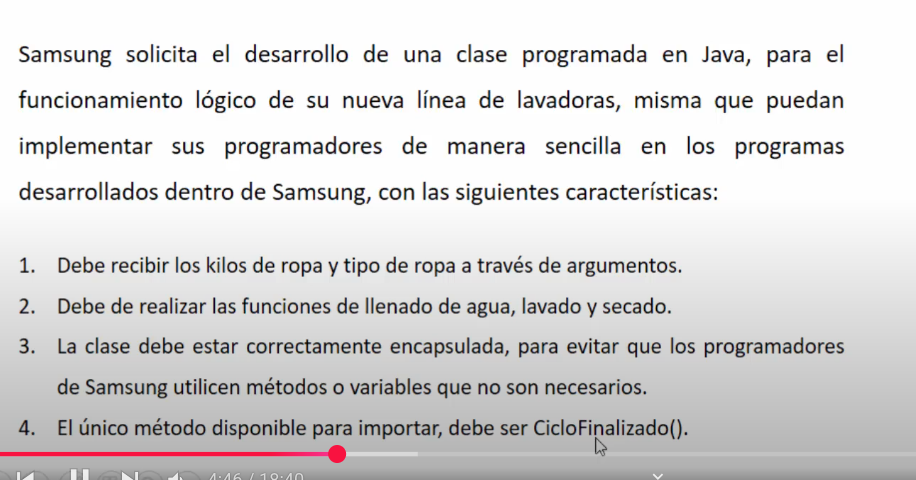 Samsung solicita el desarrollo de una clase programada en Java, para el
funcionamiento lógico de su nueva línea de lavadoras, misma que puedan
implementar sus programadores de manera sencilla en los programas
desarrollados dentro de Samsung, con las siguientes características:
1. Debe recibir los kilos de ropa y tipo de ropa a través de argumentos.
2. Debe de realizar las funciones de llenado de agua, lavado y secado.
3. La clase debe estar correctamente encapsulada, para evitar que los programadores
de Samsung utilicen métodos o variables que no son necesarios.
4. El único método disponible para importar, debe ser CicloFinalizado().
4:46 / 18:40